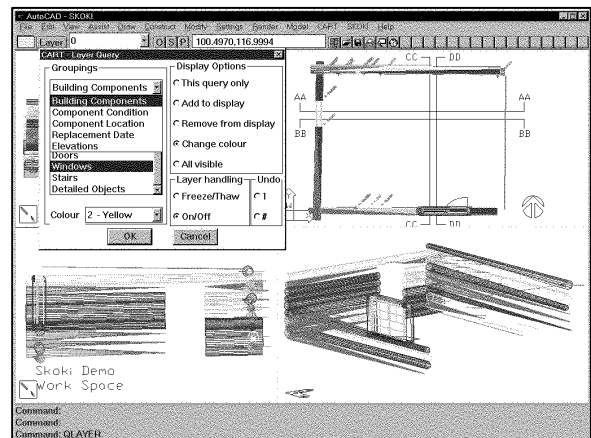 AutoCAD - SKOKI
File Edit View Assist Draw Construct Modify Settings Render Model CART SKOKI Help
Layer 0 O S P 100.4970,116.9994
CART - Layer Query
Groupings
Building Components
Building Components
Component Condition
Component Location
Replacement Date
Elevations
Doors
Windows
Stairs
Detailed Objects
Colour 2 - Yellow
Display Options
This query only
Add to display
Remove from display
Change colour
All visible
Layer handling
Freeze/Thaw
On/Off
Undo
1
#
OK Cancel
CC DD
AA AA
BB BB
CC DD
Skoki Demo
Work Space
Command:
Command:
Command: QLAYER